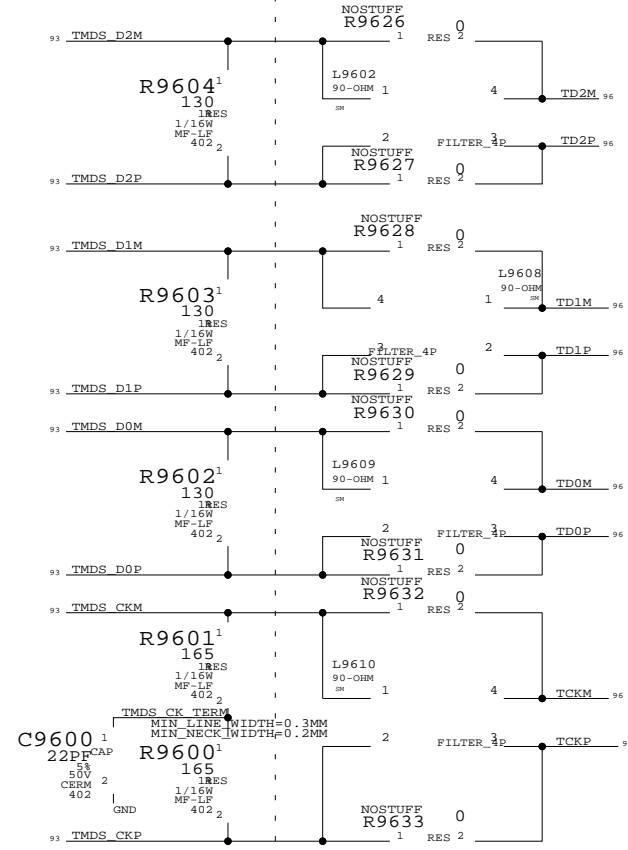 NOSTUFF
R9626
0
1 RES 2
93 TMDS_D2M
R9604 1
130
1%
RES
1/16W
MF-LF
402 2
L9602
90-OHM 1
SM
4
TD2M 96
2
FILTER_4P 3
TD2P 96
NOSTUFF
R9627
0
1 RES 2
93 TMDS_D2P
NOSTUFF
R9628
0
1 RES 2
93 TMDS_D1M
R9603 1
130
1%
RES
1/16W
MF-LF
402 2
L9608
90-OHM
SM
4
1
TD1M 96
3
FILTER_4P
2
TD1P 96
NOSTUFF
R9629
0
1 RES 2
93 TMDS_D1P
NOSTUFF
R9630
0
1 RES 2
93 TMDS_D0M
R9602 1
130
1%
RES
1/16W
MF-LF
402 2
L9609
90-OHM 1
SM
4
TD0M 96
2
FILTER_4P 3
TD0P 96
NOSTUFF
R9631
0
1 RES 2
93 TMDS_D0P
NOSTUFF
R9632
0
1 RES 2
93 TMDS_CKM
R9601 1
165
1%
RES
1/16W
MF-LF
402 2
L9610
90-OHM
SM
1
4
TCKM 96
TMDS_CK_TERM
MIN_LINE_WIDTH=0.3MM
MIN_NECK_WIDTH=0.2MM
C9600 1
22PF CAP
5%
50V
CERM 2
402
GND
R9600 1
165
1%
RES
1/16W
MF-LF
402 2
2
FILTER_4P 3
TCKP 9
NOSTUFF
R9633
0
1 RES 2
93 TMDS_CKP